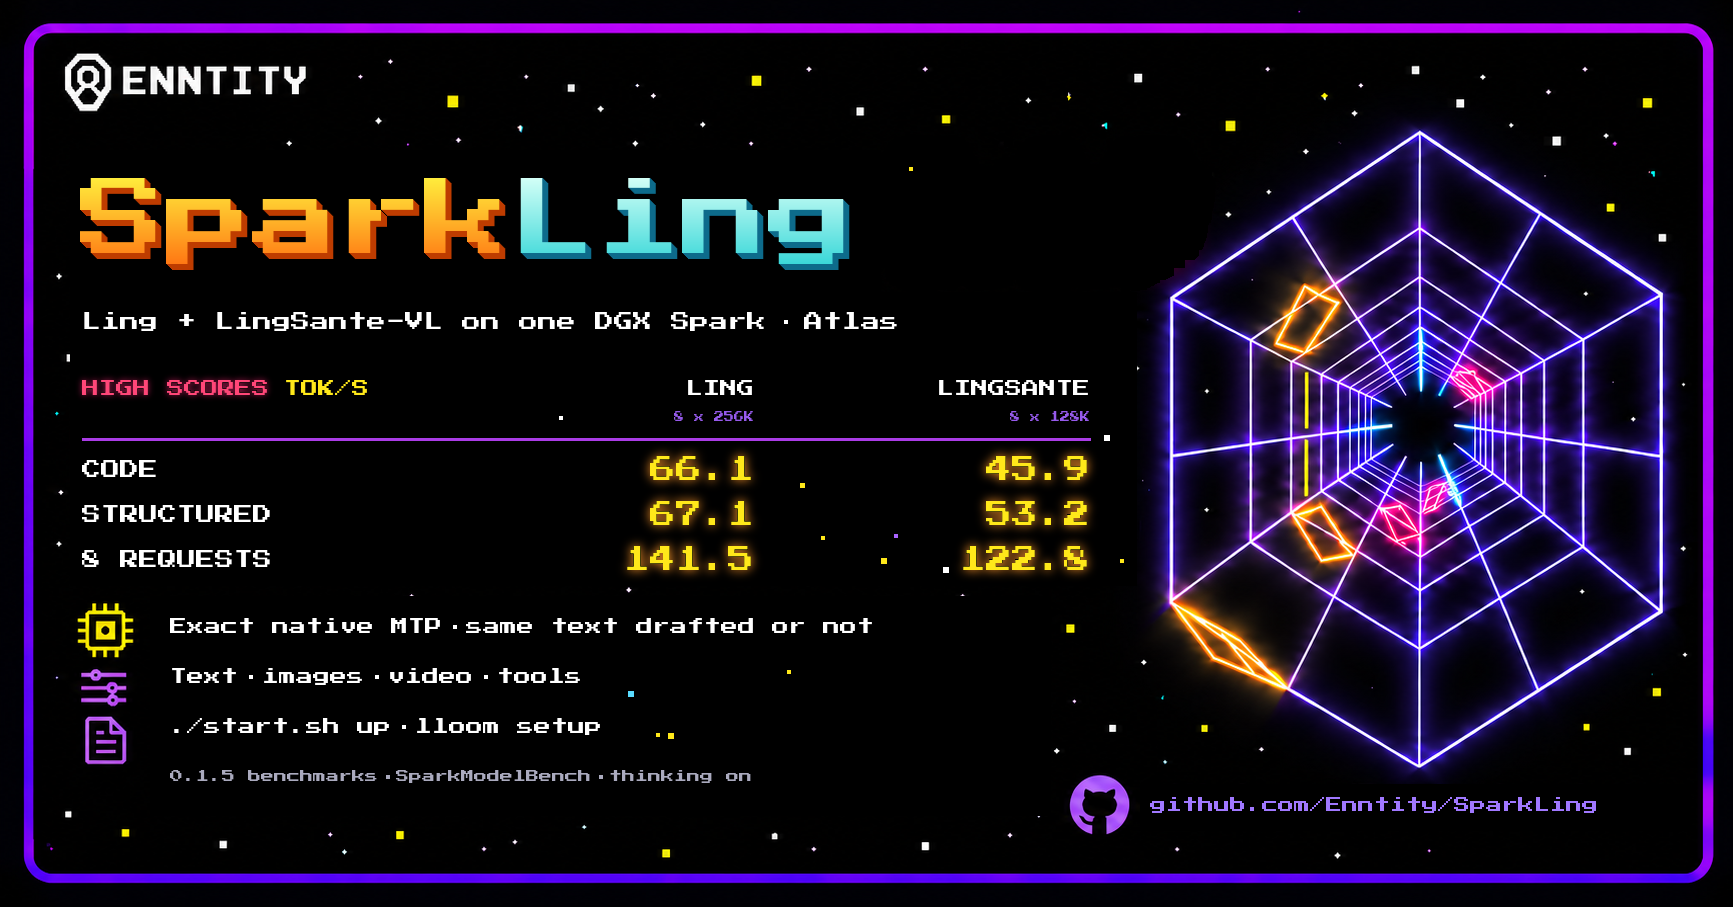 ENNTITY
SparkLing
Ling + LingSante-VL on one DGX Spark · Atlas
HIGH SCORES TOK/S LING LINGSANTE
8 x 256K 8 x 128K
CODE 66.1 45.9
STRUCTURED 67.1 53.2
8 REQUESTS 141.5 122.8
Exact native MTP · same text drafted or not
Text · images · video · tools
./start.sh up · lloom setup
0.1.5 benchmarks · SparkModelBench · thinking on
github.com/Enntity/SparkLing